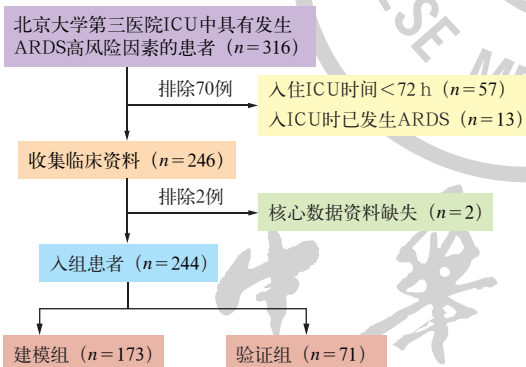 北京大学第三医院ICU中具有发生
ARDS高风险因素的患者（n=316）
排除70例
入住ICU时间＜72 h（n=57）
入ICU时已发生ARDS（n=13）
收集临床资料（n=246）
排除2例
核心数据资料缺失（n=2）
入组患者（n=244）
建模组（n=173）
验证组（n=71）